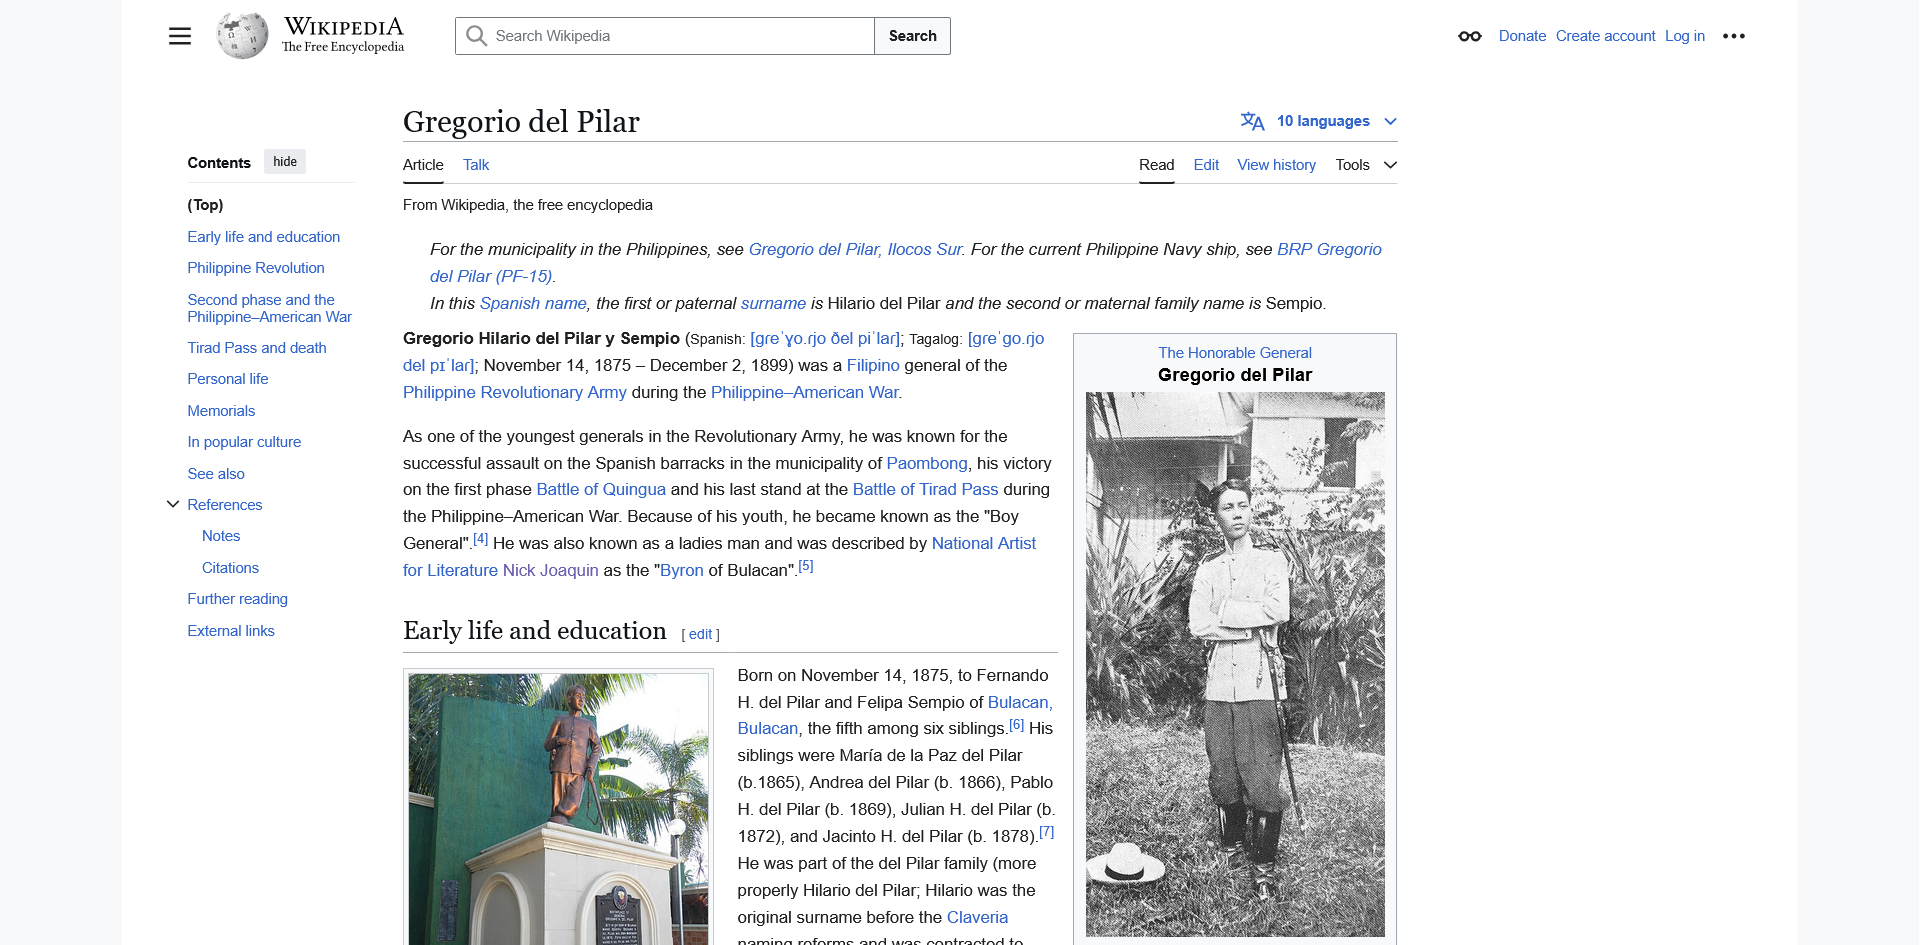 WIKIPEDIA
The Free Encyclopedia
Search Wikipedia
Search
Donate Create account Log in
Contents hide
(Top)
Early life and education
Philippine Revolution
Second phase and the
Philippine–American War
Tirad Pass and death
Personal life
Memorials
In popular culture
See also
References
Notes
Citations
Further reading
External links
Gregorio del Pilar
10 languages
Article Talk
Read Edit View history Tools
From Wikipedia, the free encyclopedia
For the municipality in the Philippines, see Gregorio del Pilar, Ilocos Sur. For the current Philippine Navy ship, see BRP Gregorio
del Pilar (PF-15).
In this Spanish name, the first or paternal surname is Hilario del Pilar and the second or maternal family name is Sempio.
Gregorio Hilario del Pilar y Sempio (Spanish: [ɡɾeˈɣo.ɾjo ðel piˈlaɾ]; Tagalog: [ɡɾeˈɡo.ɾjo
del pɪˈlaɾ]; November 14, 1875 – December 2, 1899) was a Filipino general of the
Philippine Revolutionary Army during the Philippine–American War.
As one of the youngest generals in the Revolutionary Army, he was known for the
successful assault on the Spanish barracks in the municipality of Paombong, his victory
on the first phase Battle of Quingua and his last stand at the Battle of Tirad Pass during
the Philippine–American War. Because of his youth, he became known as the "Boy
General".[4] He was also known as a ladies man and was described by National Artist
for Literature Nick Joaquin as the "Byron of Bulacan".[5]
The Honorable General
Gregorio del Pilar
Early life and education [ edit ]
Born on November 14, 1875, to Fernando
H. del Pilar and Felipa Sempio of Bulacan,
Bulacan, the fifth among six siblings.[6] His
siblings were María de la Paz del Pilar
(b.1865), Andrea del Pilar (b. 1866), Pablo
H. del Pilar (b. 1869), Julian H. del Pilar (b.
1872), and Jacinto H. del Pilar (b. 1878).[7]
He was part of the del Pilar family (more
properly Hilario del Pilar; Hilario was the
original surname before the Claveria
naming reforms and was contracted to